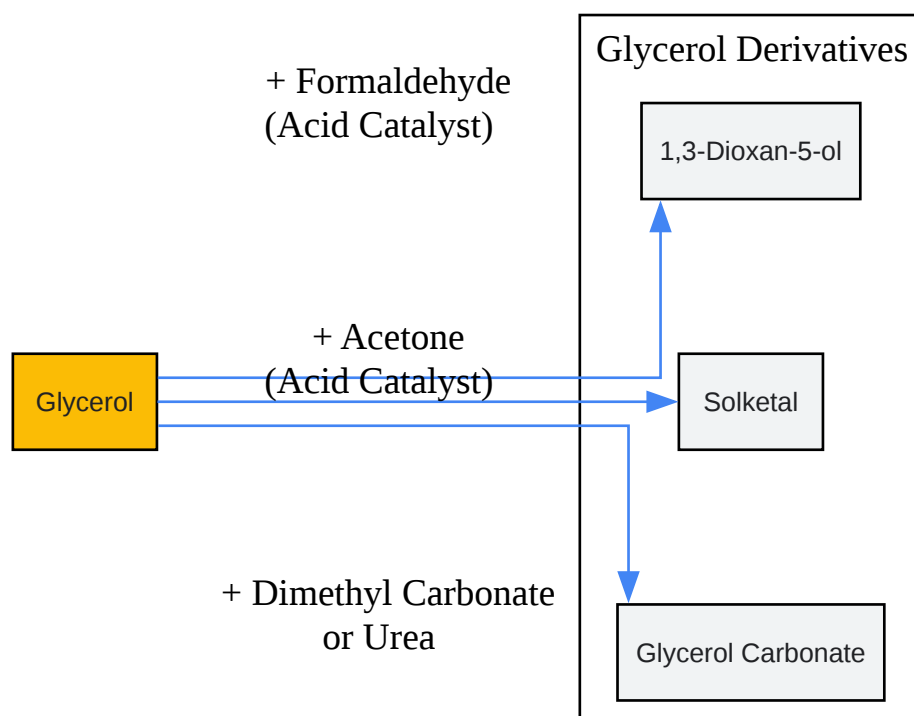 Glycerol Derivatives
+ Formaldehyde
(Acid Catalyst)
1,3-Dioxan-5-ol
+ Acetone
(Acid Catalyst)
Glycerol
Solketal
+ Dimethyl Carbonate
or Urea
Glycerol Carbonate